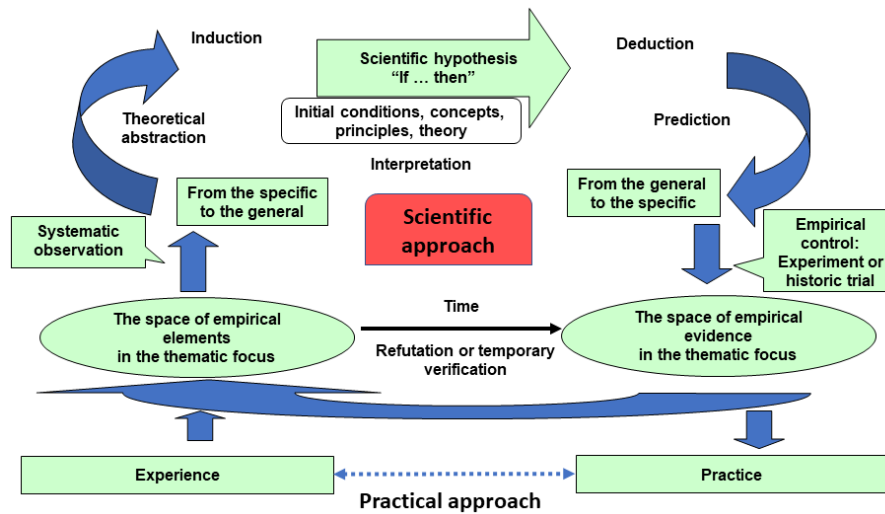 Induction
Scientific hypothesis
“If … then”
Deduction
Initial conditions, concepts,
principles, theory
Theoretical
abstraction
Prediction
Interpretation
From the specific
to the general
Scientific
approach
From the general
to the specific
Systematic
observation
Empirical
control:
Experiment or
historic trial
The space of empirical
elements
in the thematic focus
Time
Refutation or temporary
verification
The space of empirical
evidence
in the thematic focus
Experience
Practice
Practical approach